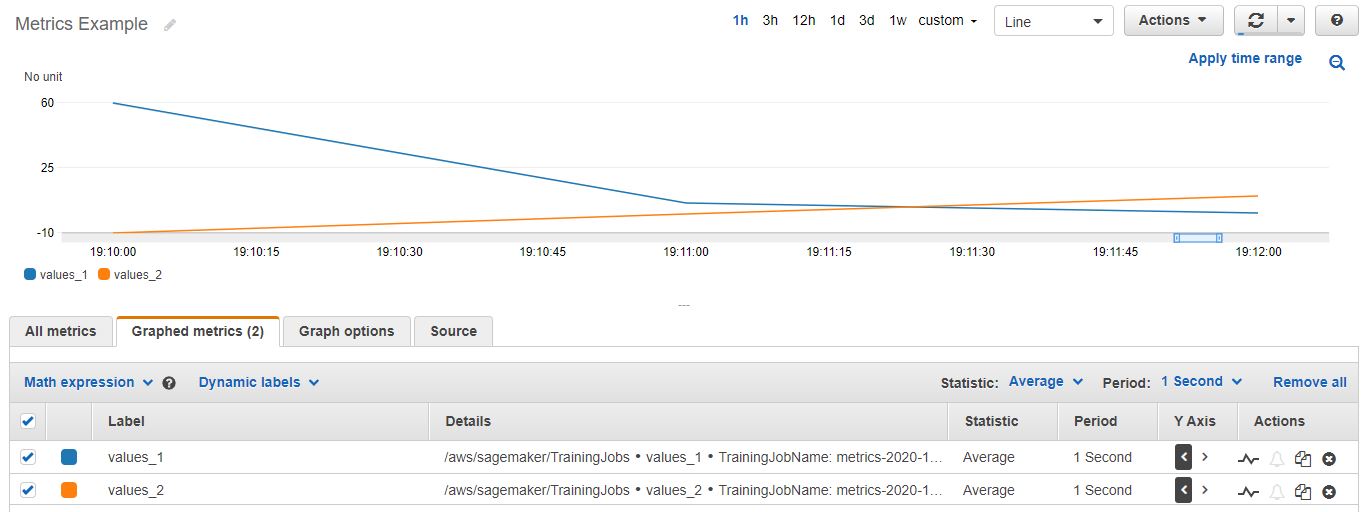 Metrics Example
1h 3h 12h 1d 3d 1w custom Line Actions
Apply time range
No unit
60
25
-10
19:10:00 19:10:15 19:10:30 19:10:45 19:11:00 19:11:15 19:11:30 19:11:45 19:12:00
values_1 values_2
All metrics Graphed metrics (2) Graph options Source
Math expression ? Dynamic labels Statistic: Average Period: 1 Second Remove all
Label Details Statistic Period Y Axis Actions
values_1 /aws/sagemaker/TrainingJobs • values_1 • TrainingJobName: metrics-2020-1... Average 1 Second
values_2 /aws/sagemaker/TrainingJobs • values_2 • TrainingJobName: metrics-2020-1... Average 1 Second